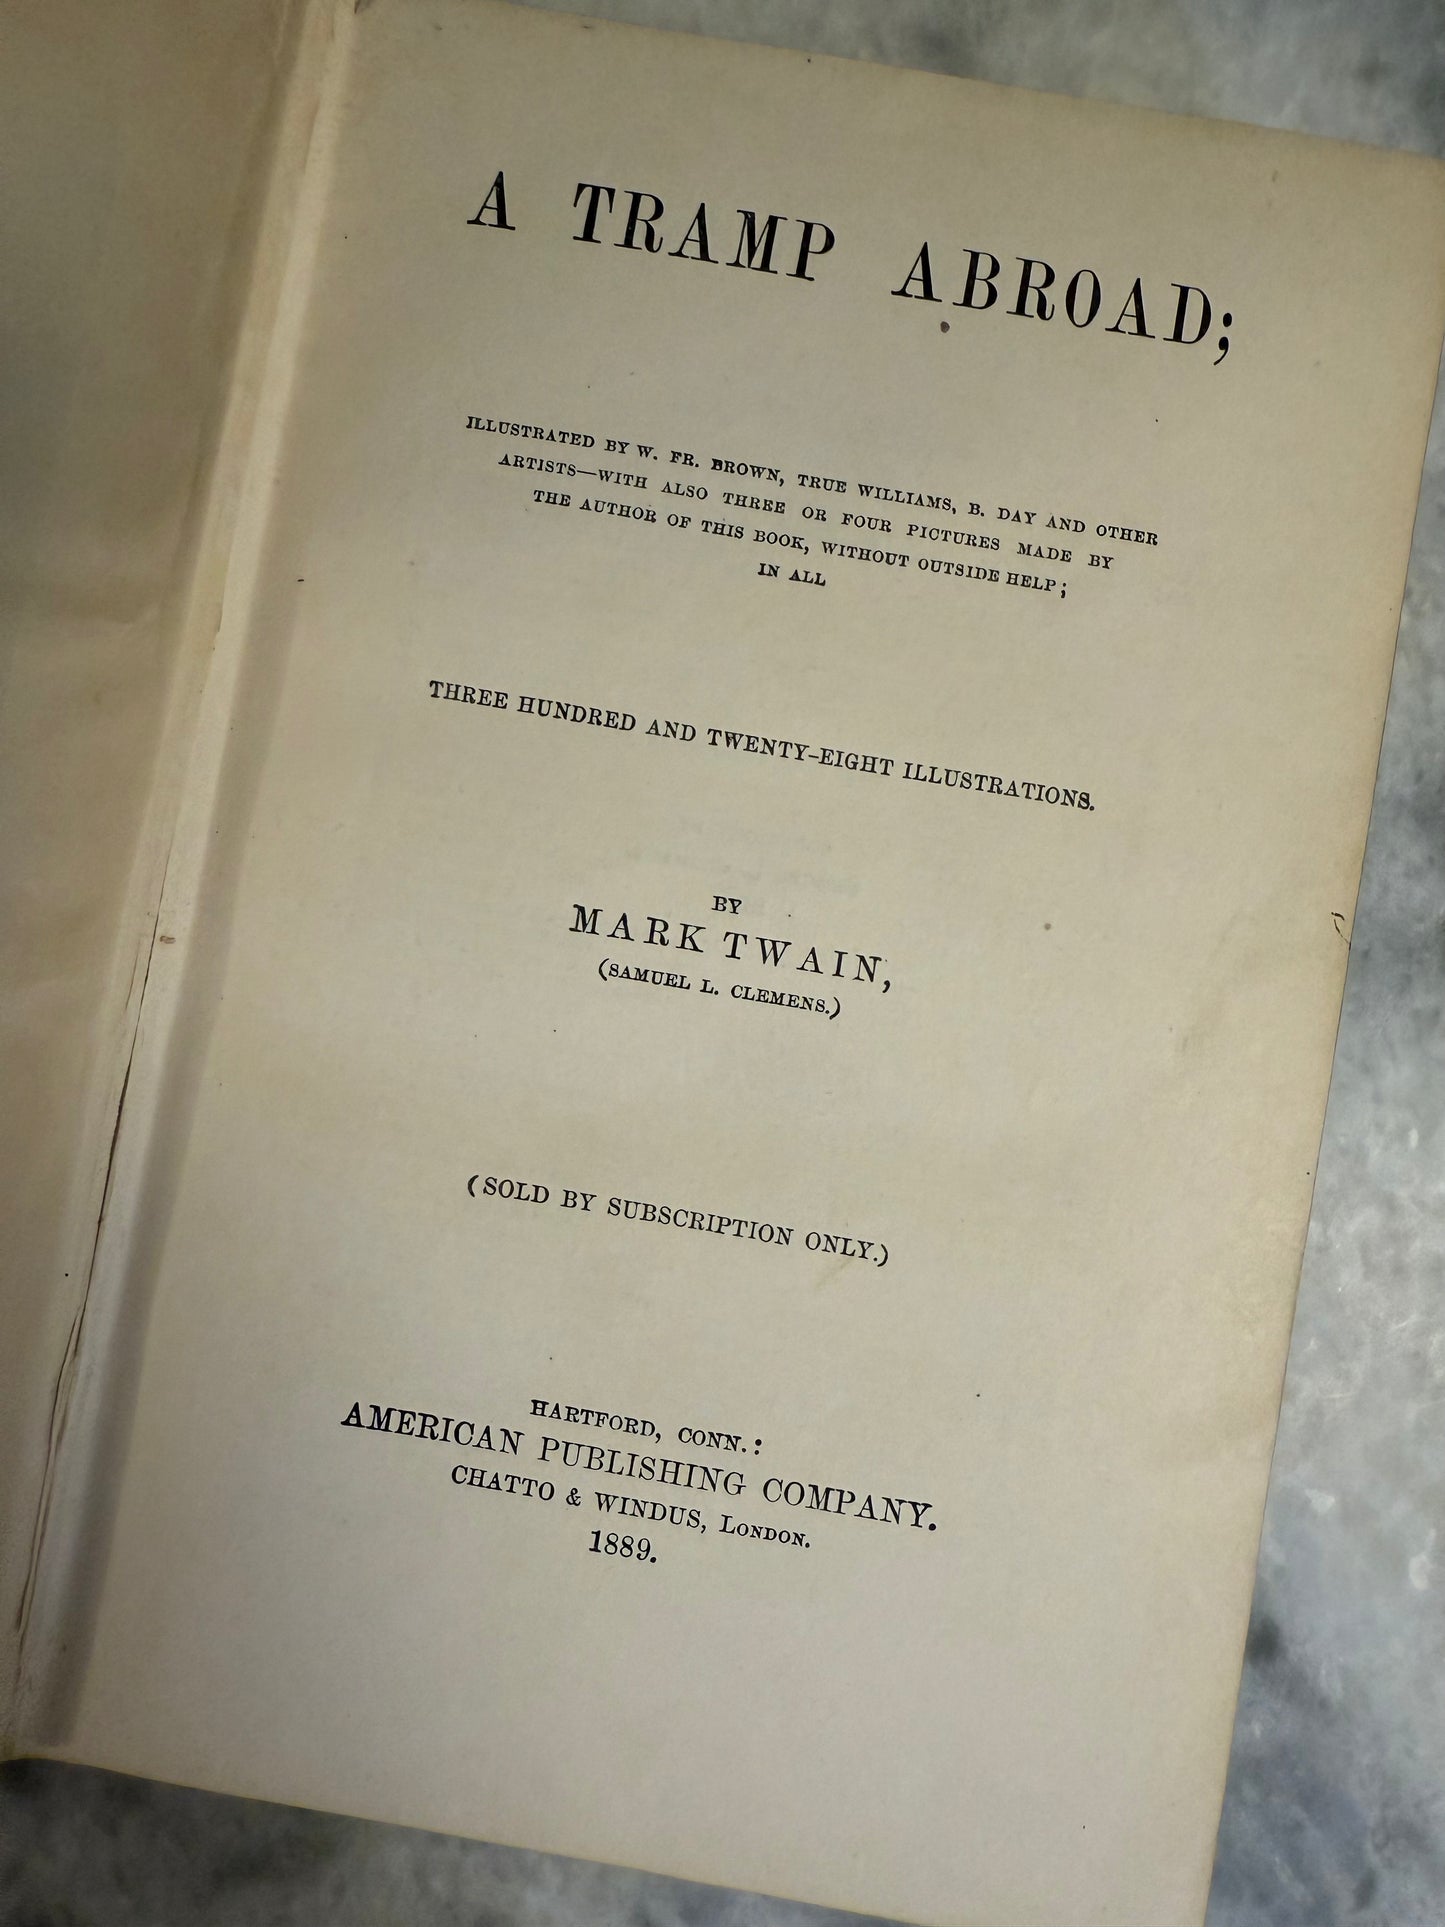 A TRAMP ABROAD;
ILLUSTRATED BY W. FR. BROWN, TRUE WILLIAMS, B. DAY AND OTHER
ARTISTS—WITH ALSO THREE OR FOUR PICTURES MADE BY
THE AUTHOR OF THIS BOOK, WITHOUT OUTSIDE HELP;
IN ALL
THREE HUNDRED AND TWENTY-EIGHT ILLUSTRATIONS.
BY
MARK TWAIN,
(SAMUEL L. CLEMENS.)
(SOLD BY SUBSCRIPTION ONLY.)
HARTFORD, CONN.:
AMERICAN PUBLISHING COMPANY.
CHATTO & WINDUS, LONDON.
1889.